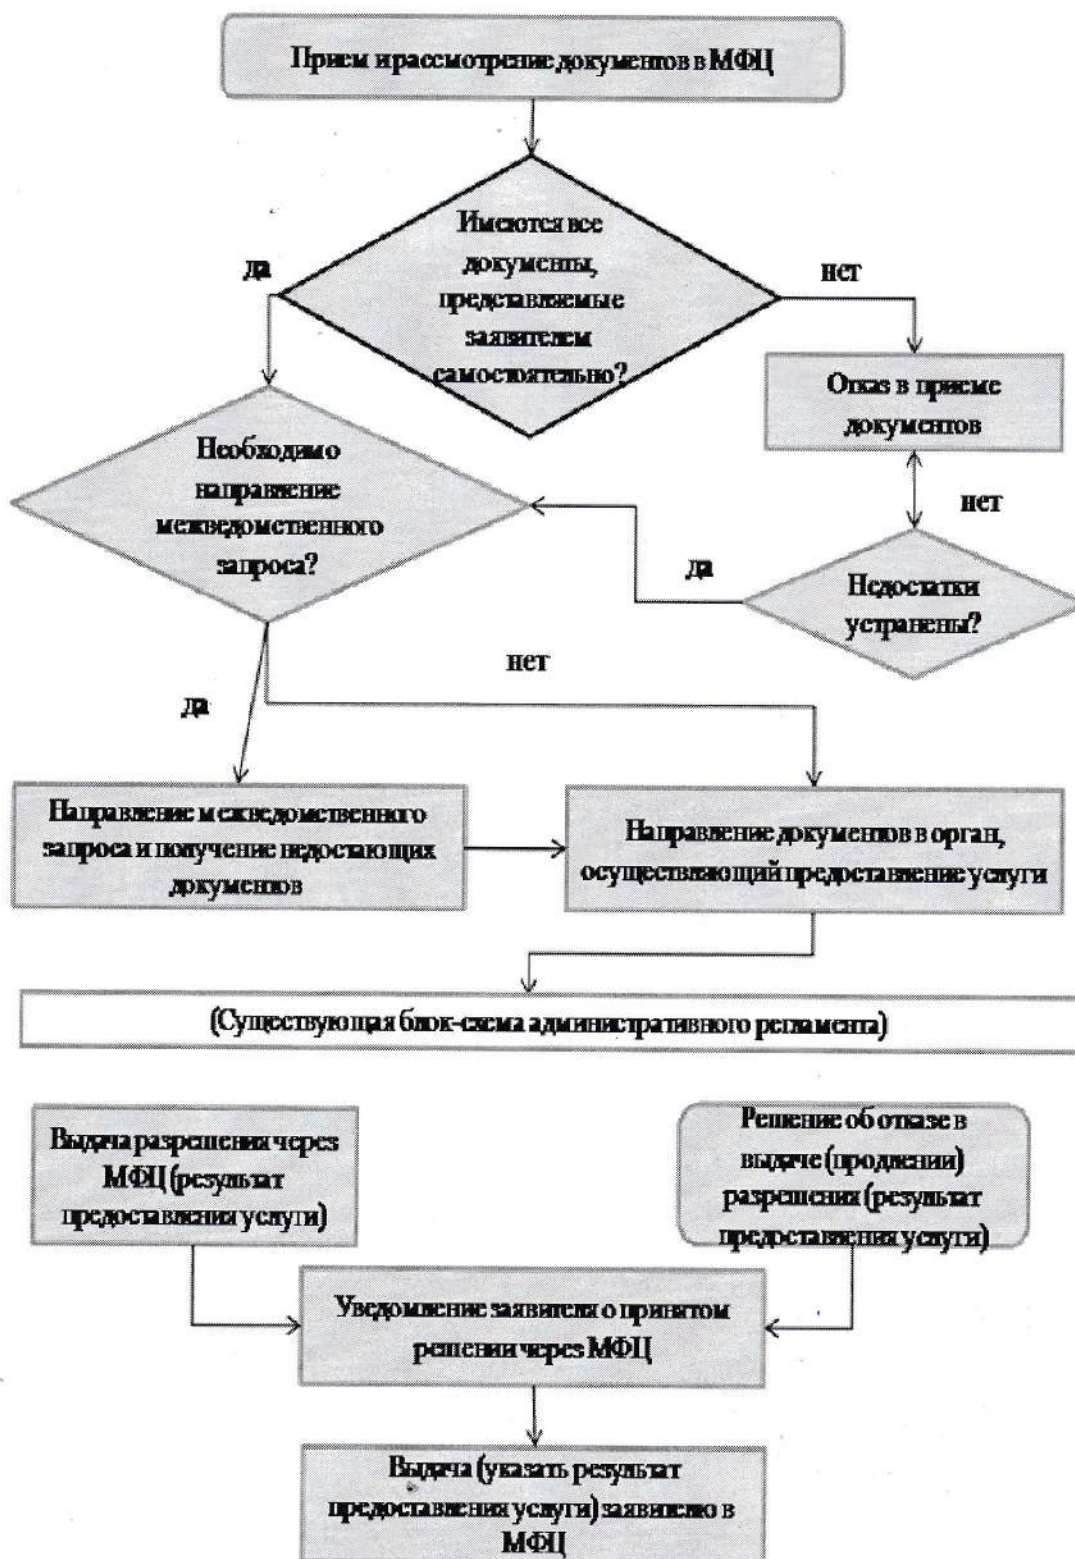 Прием и рассмотрение документов в МФЦ
Имеются все
документы,
представляемые
заявителем
самостоятельно?
да
нет
Отказ в приеме
документов
Необходимо
направление
межведомственного
запроса?
нет
да
Недостатки
устранены?
нет
да
Направление межведомственного
запроса и получение недостающих
документов
Направление документов в орган,
осуществляющий предоставление услуги
(Существующая блок-схема административного регламента)
Выдача разрешения через
МФЦ (результат
предоставления услуги)
Решение об отказе в
выдаче (продлении)
разрешения (результат
предоставления услуги)
Уведомление заявителя о принятом
решении через МФЦ
Выдача (указать результат
предоставления услуги) заявителю в
МФЦ